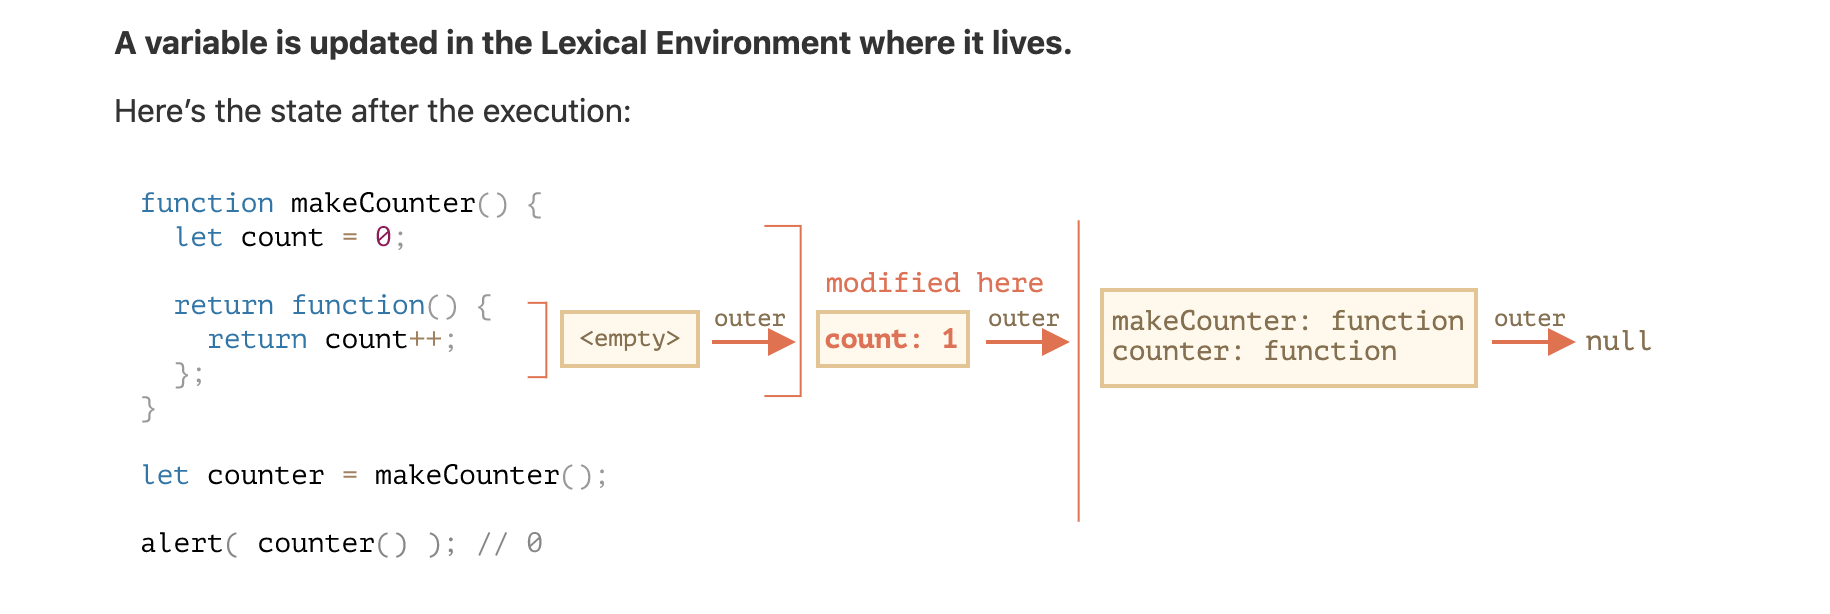 A variable is updated in the Lexical Environment where it lives.
Here’s the state after the execution:
function makeCounter() {
  let count = 0;
  return function() {
    return count++;
  };
}
let counter = makeCounter();
alert( counter() ); // 0
<empty>
outer
modified here
count: 1
outer
makeCounter: function
counter: function
outer
null